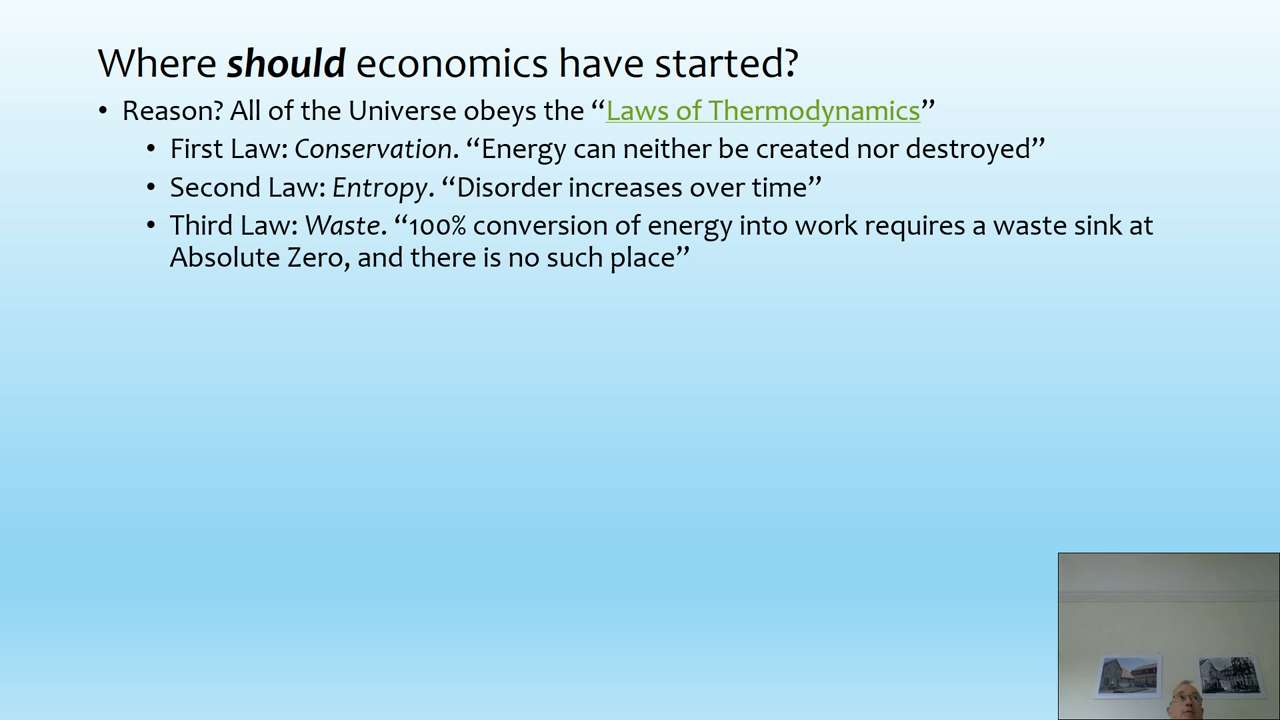 Where should economics have started?
• Reason? All of the Universe obeys the “Laws of Thermodynamics”
• First Law: Conservation. “Energy can neither be created nor destroyed”
• Second Law: Entropy. “Disorder increases over time”
• Third Law: Waste. “100% conversion of energy into work requires a waste sink at
Absolute Zero, and there is no such place”